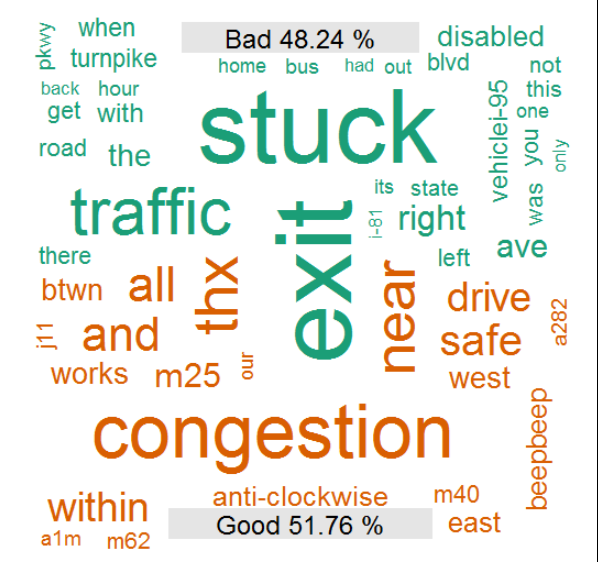 pkwy
when
turnpike
Bad 48.24 %
disabled
home
bus
had
out
blvd
not
back
hour
this
get
with
one
stuck
vehiclei-95
you
only
road
the
was
traffic
exit
its
state
i-81
right
there
left
ave
btwn
all
thx
near
drive
a282
j11
and
safe
works
m25
our
west
congestion
beepbeep
within
anti-clockwise
m40
Good 51.76 %
east
a1m
m62